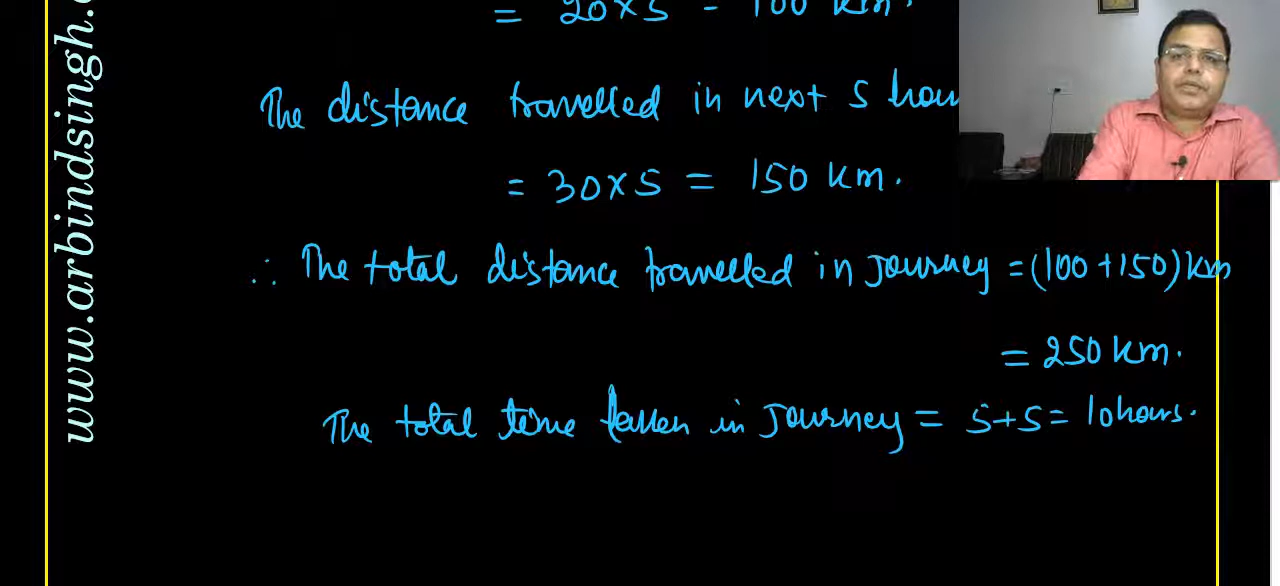 = 20 x 5 = 100 km.
The distance travelled in next 5 hou
= 30 x 5 = 150 km.
∴ The total distance travelled in journey = (100 + 150) km
= 250 km.
The total time taken in journey = 5 + 5 = 10 hours.
www.arbindsingh.